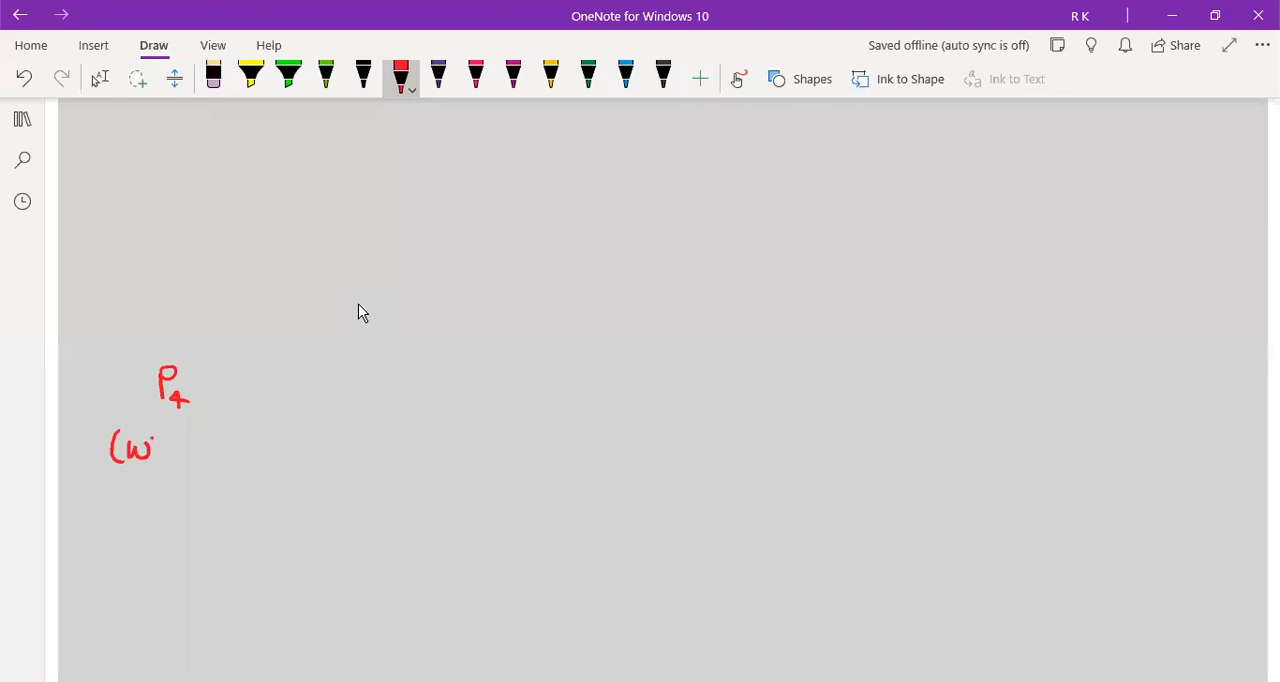 OneNote for Windows 10
R K
Home Insert Draw View Help
Saved offline (auto sync is off)
Share
Shapes
Ink to Shape
Ink to Text
P₄
(w